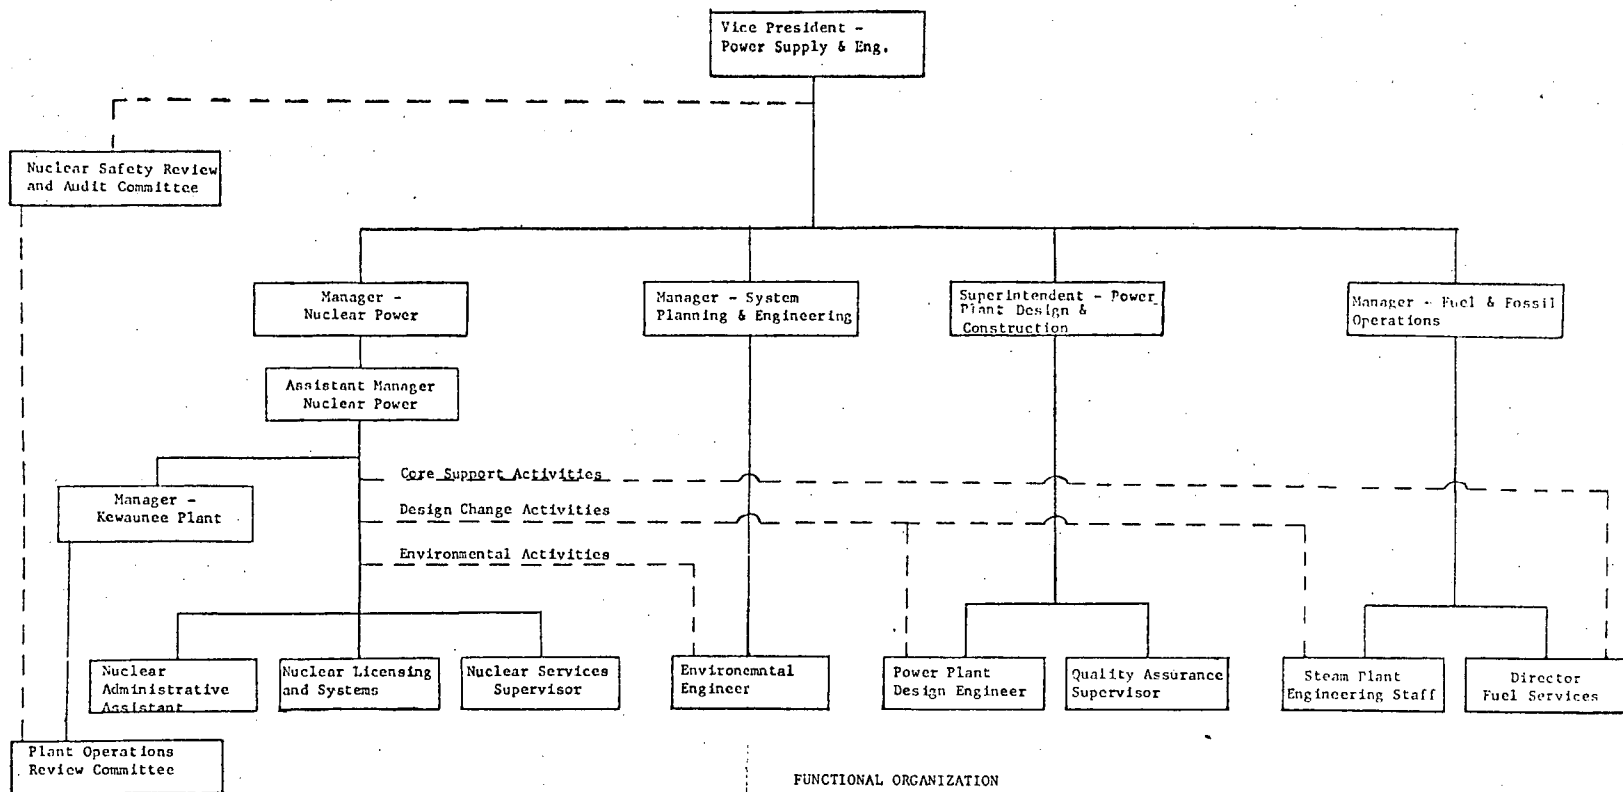 Vice President -
Power Supply & Eng.
Nuclear Safety Review
and Audit Committee
Manager -
Nuclear Power
Manager - System
Planning & Engineering
Superintendent - Power
Plant Design &
Construction
Manager - Fuel & Fossil
Operations
Assistant Manager
Nuclear Power
Core Support Activities
Manager -
Kewaunee Plant
Design Change Activities
Environmental Activities
Nuclear
Administrative
Assistant
Nuclear Licensing
and Systems
Nuclear Services
Supervisor
Environemntal
Engineer
Power Plant
Design Engineer
Quality Assurance
Supervisor
Steam Plant
Engineering Staff
Director
Fuel Services
Plant Operations
Review Committee
FUNCTIONAL ORGANIZATION